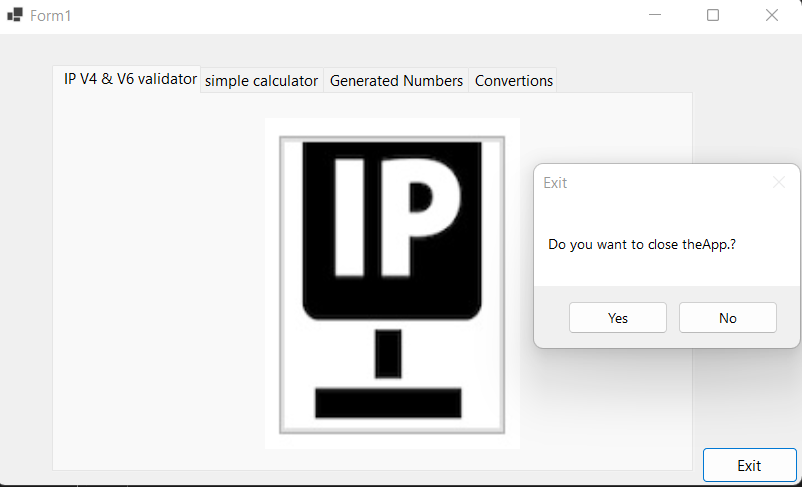 Form1
IP V4 & V6 validator simple calculator Generated Numbers Convertions
IP
Exit
Do you want to close theApp.?
Yes No
Exit